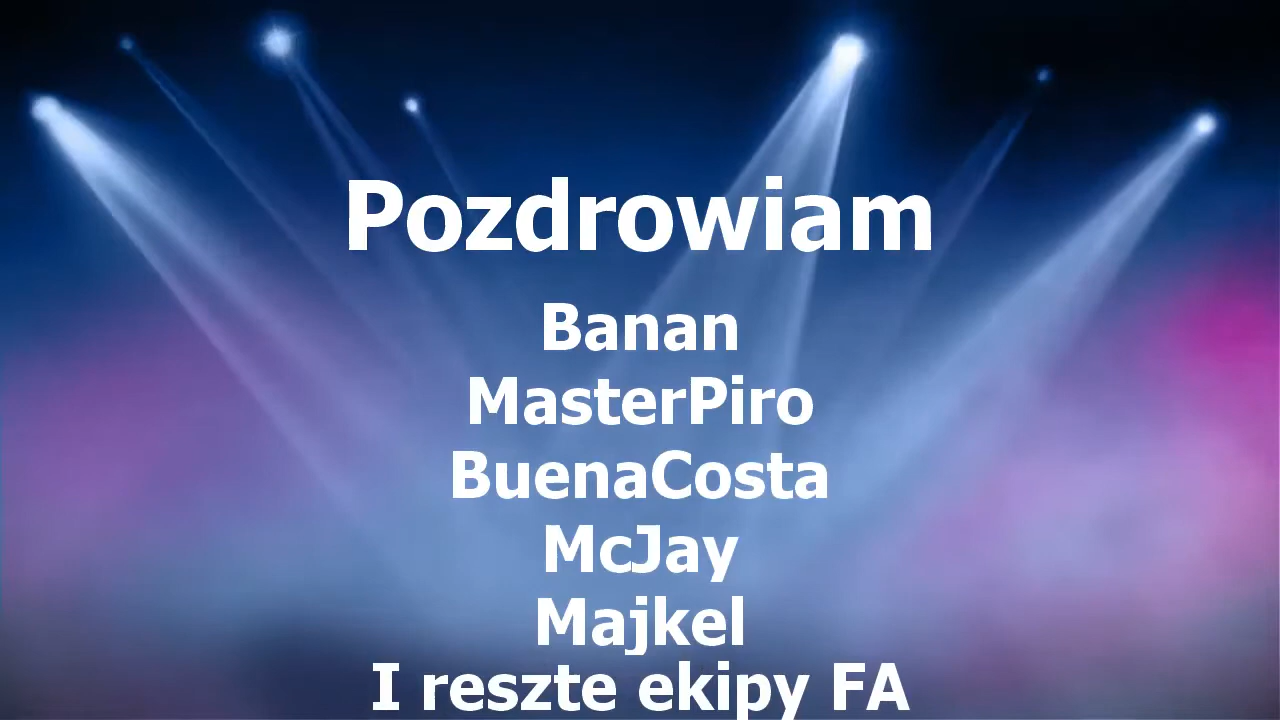 Pozdrowiam
Banan
MasterPiro
BuenaCosta
McJay
Majkel
I reszte ekipy FA